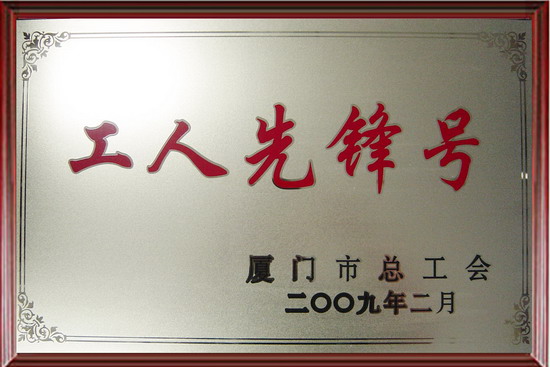 工人先锋号
厦门市总工会
二〇〇九年二月